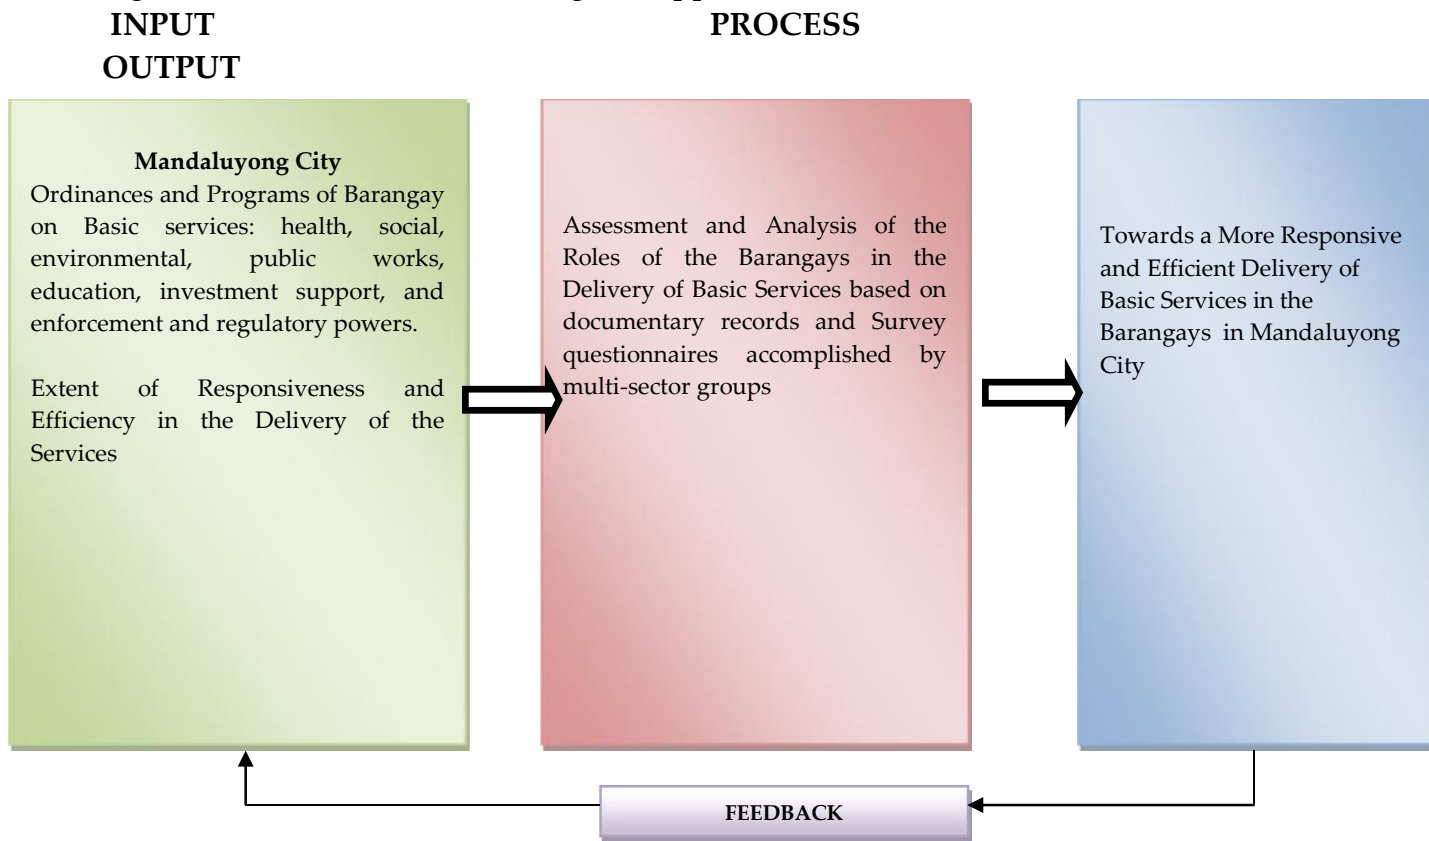 INPUT PROCESS
OUTPUT
Mandaluyong City
Ordinances and Programs of Barangay
on Basic services: health, social,
environmental, public works,
education, investment support, and
enforcement and regulatory powers.
Extent of Responsiveness and
Efficiency in the Delivery of the
Services
Assessment and Analysis of the
Roles of the Barangays in the
Delivery of Basic Services based on
documentary records and Survey
questionnaires accomplished by
multi-sector groups
Towards a More Responsive
and Efficient Delivery of
Basic Services in the
Barangays in Mandaluyong
City
FEEDBACK